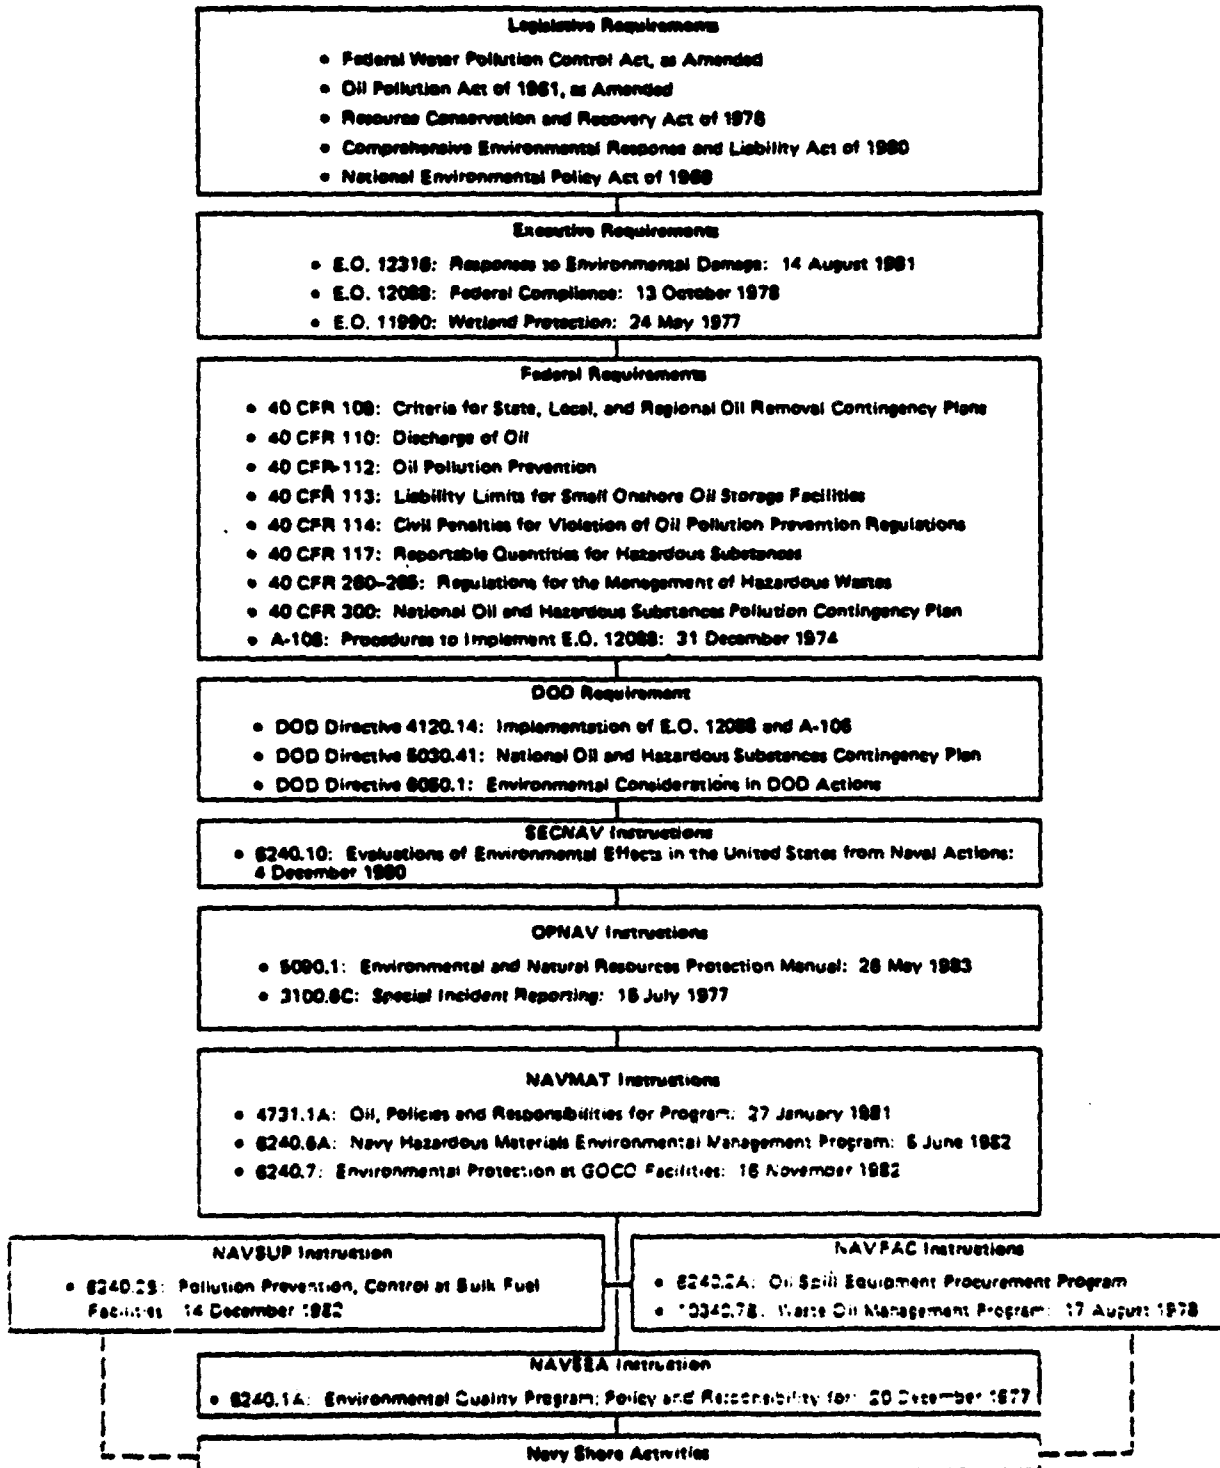 Legislative Requirements
• Federal Water Pollution Control Act, as Amended
• Oil Pollution Act of 1961, as Amended
• Resource Conservation and Recovery Act of 1976
• Comprehensive Environmental Response and Liability Act of 1980
• National Environmental Policy Act of 1969
Executive Requirements
• E.O. 12316: Responses to Environmental Damage: 14 August 1981
• E.O. 12088: Federal Compliance: 13 October 1978
• E.O. 11990: Wetland Protection: 24 May 1977
Federal Requirements
• 40 CFR 109: Criteria for State, Local, and Regional Oil Removal Contingency Plans
• 40 CFR 110: Discharge of Oil
• 40 CFR 112: Oil Pollution Prevention
• 40 CFR 113: Liability Limits for Small Onshore Oil Storage Facilities
• 40 CFR 114: Civil Penalties for Violation of Oil Pollution Prevention Regulations
• 40 CFR 117: Reportable Quantities for Hazardous Substances
• 40 CFR 260-265: Regulations for the Management of Hazardous Wastes
• 40 CFR 300: National Oil and Hazardous Substances Pollution Contingency Plan
• A-106: Procedures to Implement E.O. 12088: 31 December 1974
DOD Requirement
• DOD Directive 4120.14: Implementation of E.O. 12088 and A-106
• DOD Directive 5030.41: National Oil and Hazardous Substances Contingency Plan
• DOD Directive 6050.1: Environmental Considerations in DOD Actions
SECNAV Instructions
• 6240.10: Evaluations of Environmental Effects in the United States from Naval Actions:
4 December 1980
OPNAV Instructions
• 5090.1: Environmental and Natural Resources Protection Manual: 26 May 1983
• 3100.6C: Special Incident Reporting: 15 July 1977
NAVMAT Instructions
• 4731.1A: Oil, Policies and Responsibilities for Program: 27 January 1981
• 6240.6A: Navy Hazardous Materials Environmental Management Program: 5 June 1982
• 6240.7: Environmental Protection at GOCO Facilities: 16 November 1982
NAVSUP Instruction
• Pollution Prevention, Control at Bulk Fuel
Facilities 14 December 1982
NAVFAC Instructions
• 6240.2A: Oil Spill Equipment Procurement Program
• Waste Oil Management Program: 17 August 1978
NAVSEA Instruction
• 6240.1A: Environmental Quality Program; Policy and Responsibility for: 20 December 1977
Navy Shore Activities